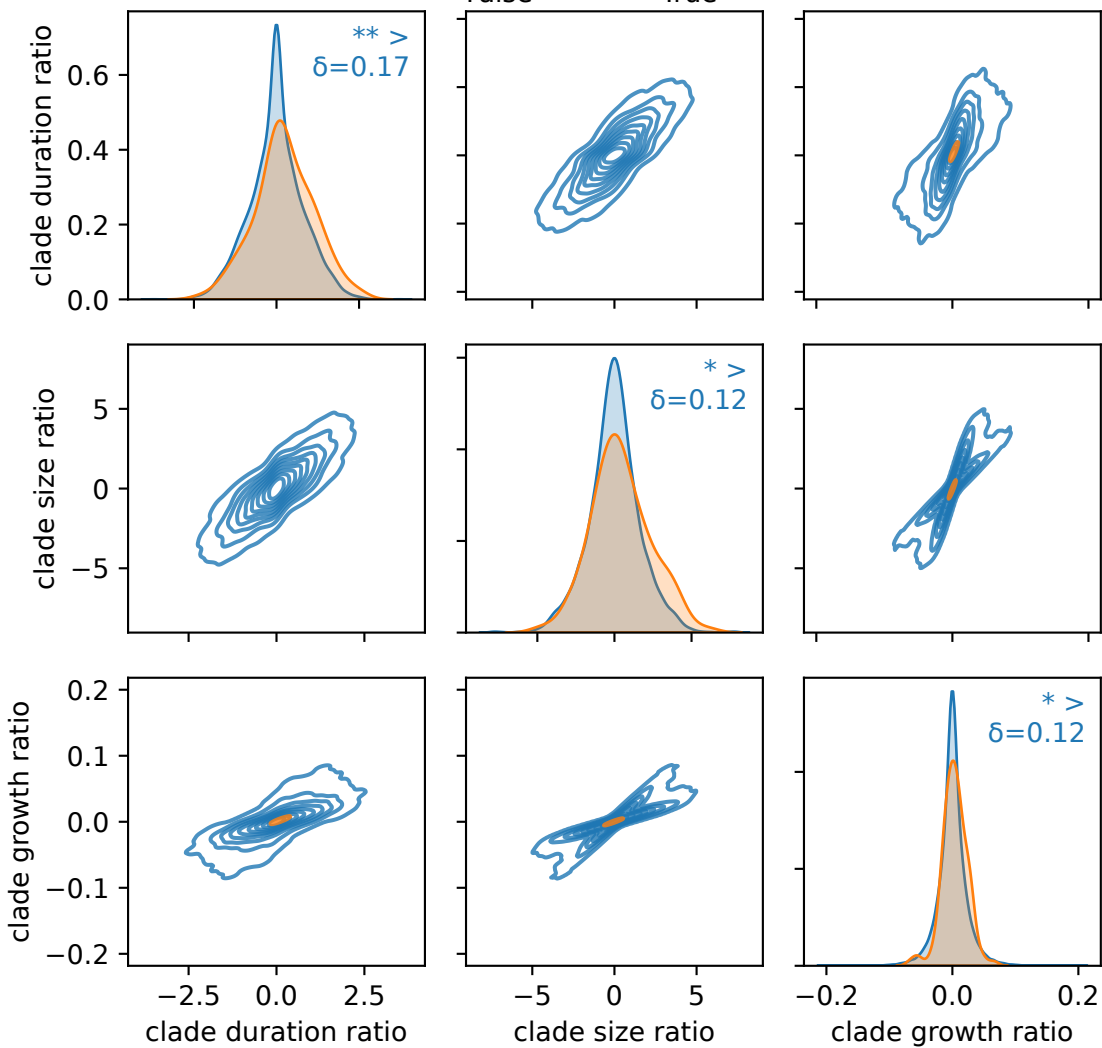 clade duration ratio
0.6
0.4
0.2
0.0
** >
δ=0.17
clade size ratio
5
0
−5
* >
δ=0.12
clade growth ratio
0.2
0.1
0.0
−0.1
−0.2
* >
δ=0.12
−2.5 0.0 2.5
clade duration ratio
−5 0 5
clade size ratio
−0.2 0.0 0.2
clade growth ratio